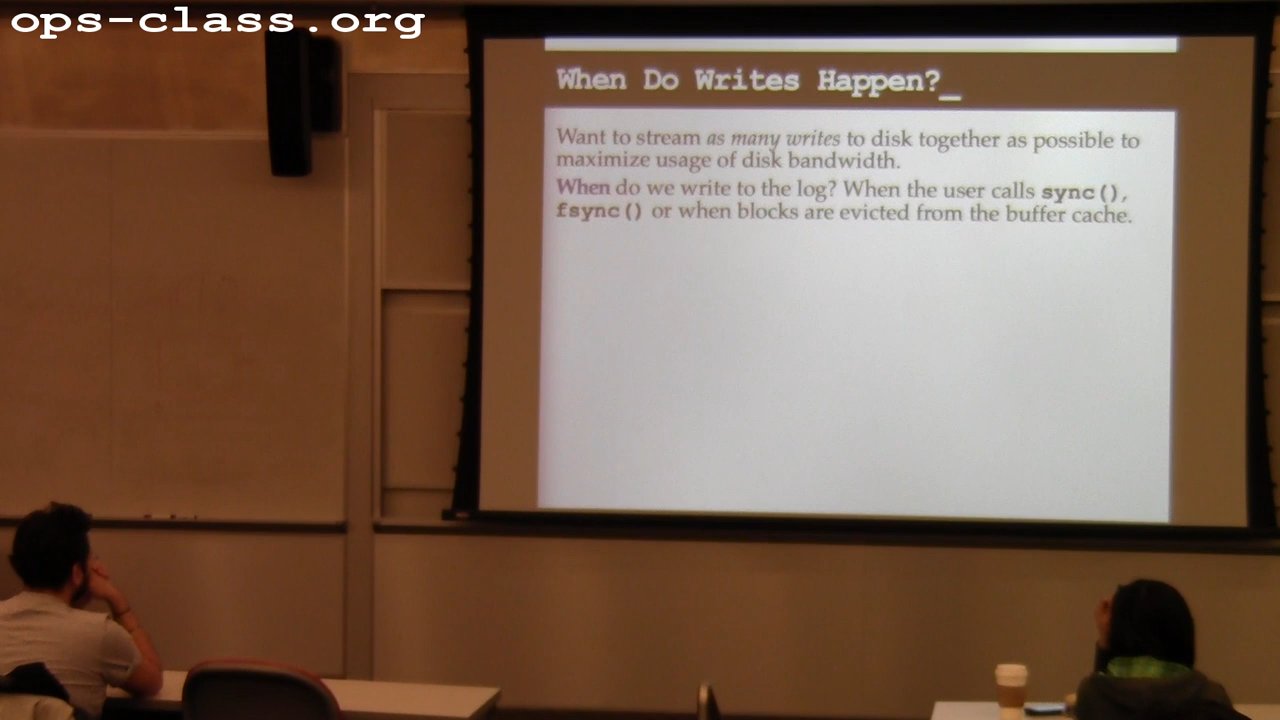 ops-class.org
When Do Writes Happen?_
Want to stream as many writes to disk together as possible to
maximize usage of disk bandwidth.
When do we write to the log? When the user calls sync(),
fsync() or when blocks are evicted from the buffer cache.